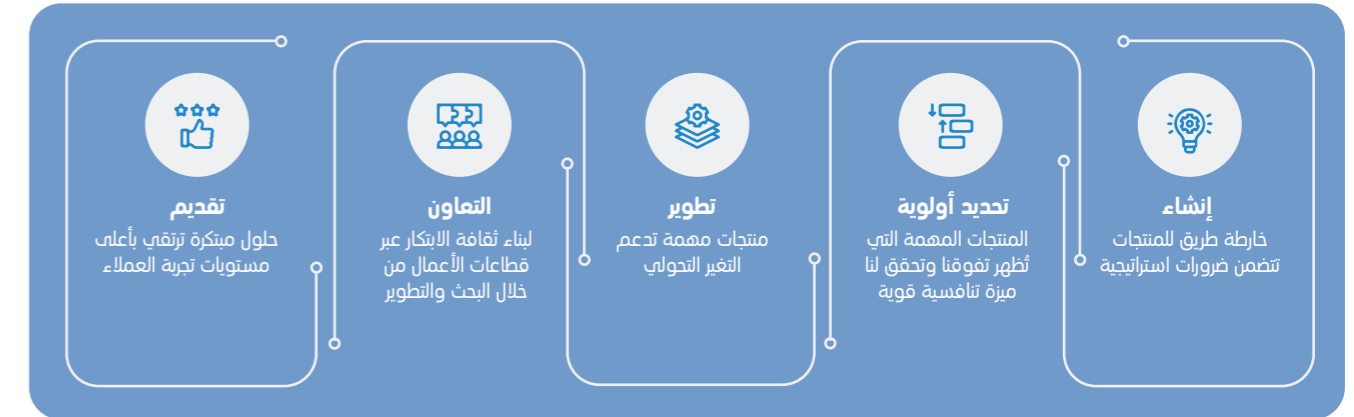 إنشاء
خارطة طريق للمنتجات
تتضمن ضرورات استراتيجية
تحديد أولوية
المنتجات المهمة التي
تُظهر تفوقنا وتحقق لنا
ميزة تنافسية قوية
تطوير
منتجات مهمة تدعم
التغير التحولي
التعاون
لبناء ثقافة الابتكار عبر
قطاعات الأعمال من
خلال البحث والتطوير
تقديم
حلول مبتكرة ترتقي بأعلى
مستويات تجربة العملاء